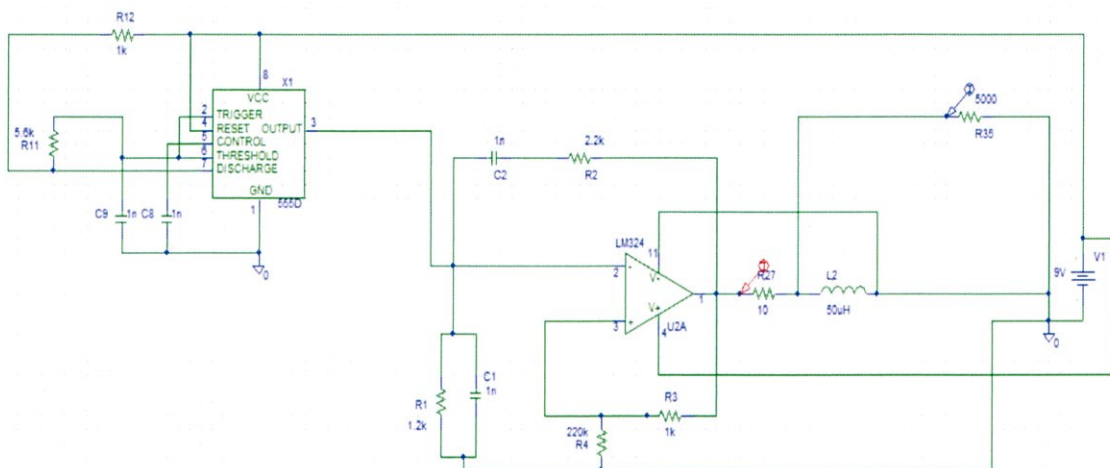 R12
1k
X1
8
VCC
2
TRIGGER
4
RESET
OUTPUT
3
5
CONTROL
6
THRESHOLD
7
DISCHARGE
GND
1
555D
5.6k
R11
C9
1n
C8
1n
0
1n
C2
2.2k
R2
5000
R35
LM324
11
2
-
V-
1
V+
3
+
U2A
4
R27
10
L2
50uH
9V
V1
0
R1
1.2k
C1
1n
R3
1k
220k
R4